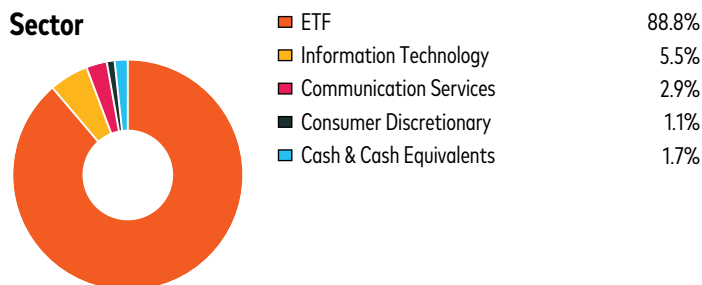 Sector
ETF 88.8%
Information Technology 5.5%
Communication Services 2.9%
Consumer Discretionary 1.1%
Cash & Cash Equivalents 1.7%